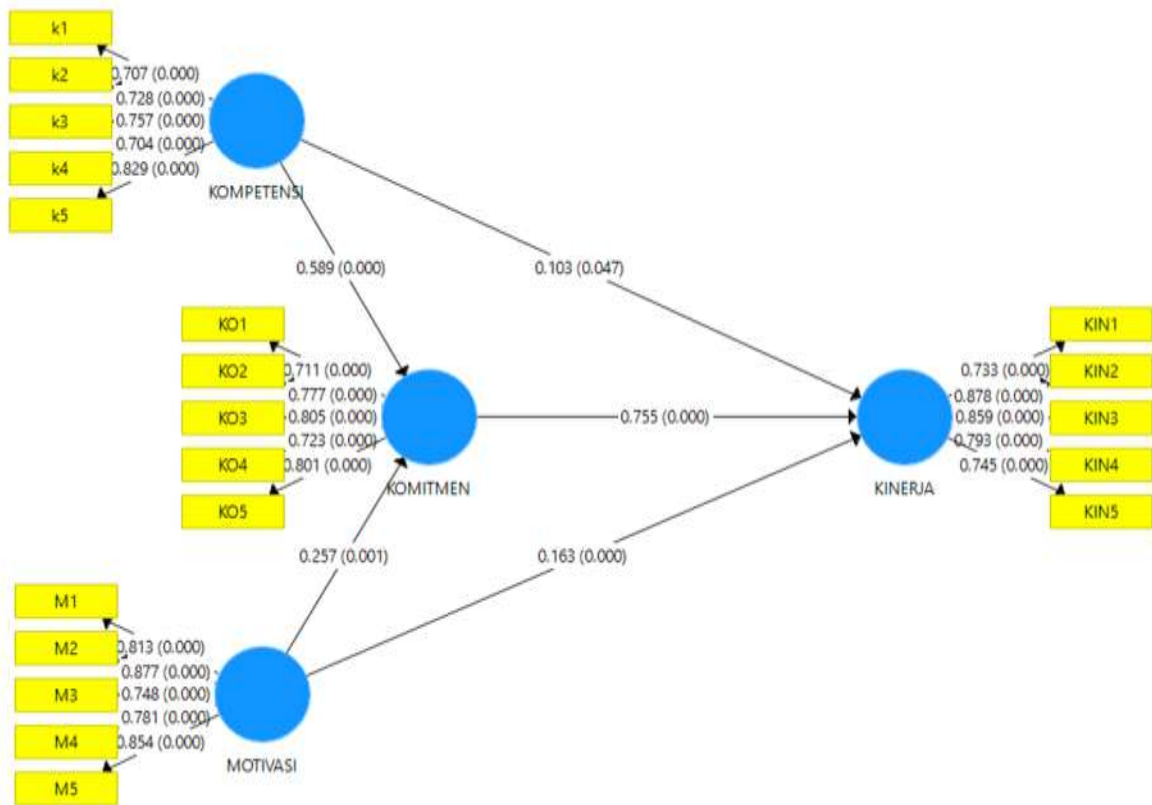 k1
k2
k3
k4
k5
0.707 (0.000)
0.728 (0.000)
0.757 (0.000)
0.704 (0.000)
0.829 (0.000)
KOMPETENSI
0.589 (0.000)
0.103 (0.047)
KO1
KO2
KO3
KO4
KO5
0.711 (0.000)
0.777 (0.000)
0.805 (0.000)
0.723 (0.000)
0.801 (0.000)
KOMITMEN
0.755 (0.000)
KINERJA
0.733 (0.000)
0.878 (0.000)
0.859 (0.000)
0.793 (0.000)
0.745 (0.000)
KIN1
KIN2
KIN3
KIN4
KIN5
0.257 (0.001)
0.163 (0.000)
M1
M2
M3
M4
M5
0.813 (0.000)
0.877 (0.000)
0.748 (0.000)
0.781 (0.000)
0.854 (0.000)
MOTIVASI